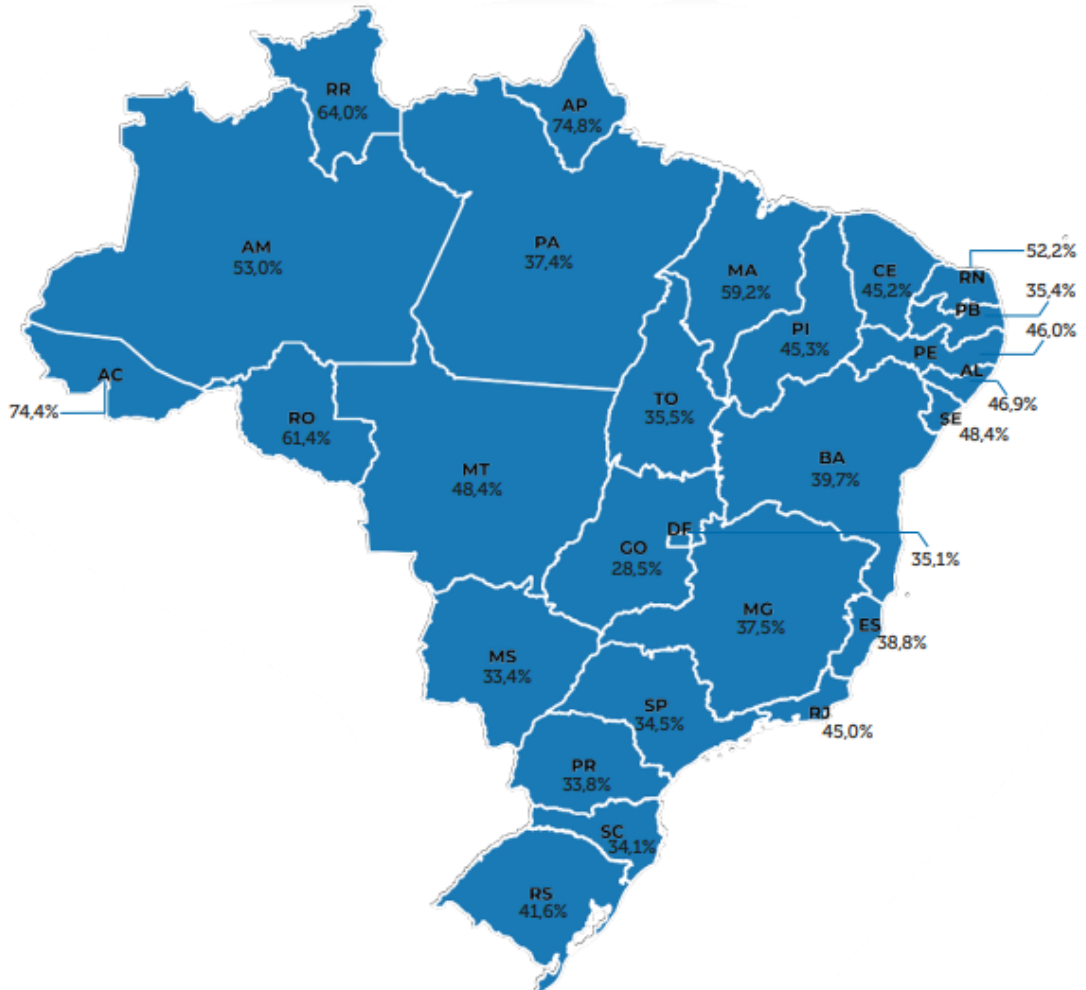 RR
64,0%
AP
74,8%
AM
53,0%
PA
37,4%
MA
59,2%
CE
45,2%
52,2%
RN
35,4%
PB
46,0%
PI
45,3%
PE
AL
46,9%
AC
74,4%
TO
35,5%
RO
61,4%
SE
48,4%
BA
39,7%
MT
48,4%
DF
35,1%
GO
28,5%
MG
37,5%
ES
38,8%
MS
33,4%
SP
34,5%
RJ
45,0%
PR
33,8%
SC
34,1%
RS
41,6%